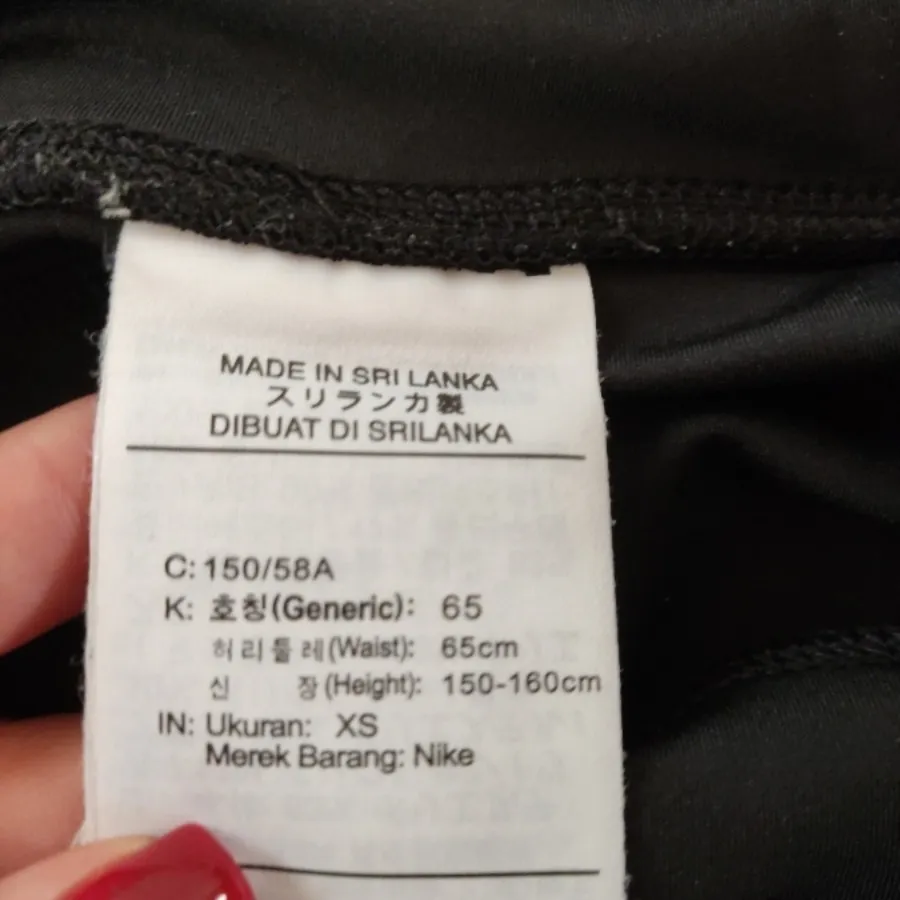 MADE IN SRI LANKA
スリランカ製
DIBUAT DI SRILANKA
C: 150/58A
K: 호칭(Generic): 65
허리둘레(Waist): 65cm
신 장(Height): 150-160cm
IN: Ukuran: XS
Merek Barang: Nike